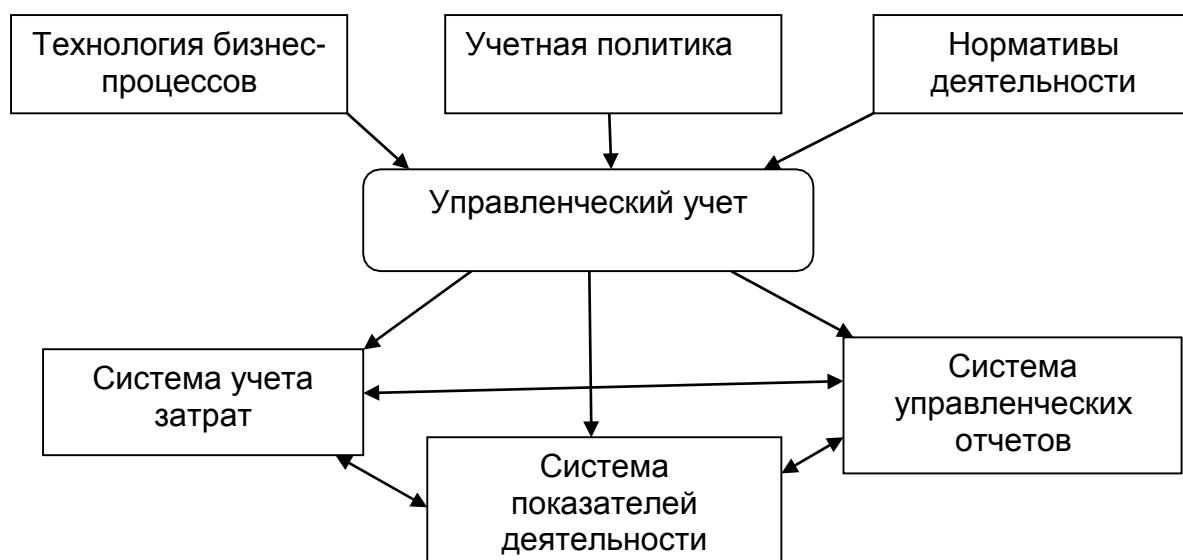 Технология бизнес-
процессов
Учетная политика
Нормативы
деятельности
Управленческий учет
Система учета
затрат
Система
управленческих
отчетов
Система
показателей
деятельности